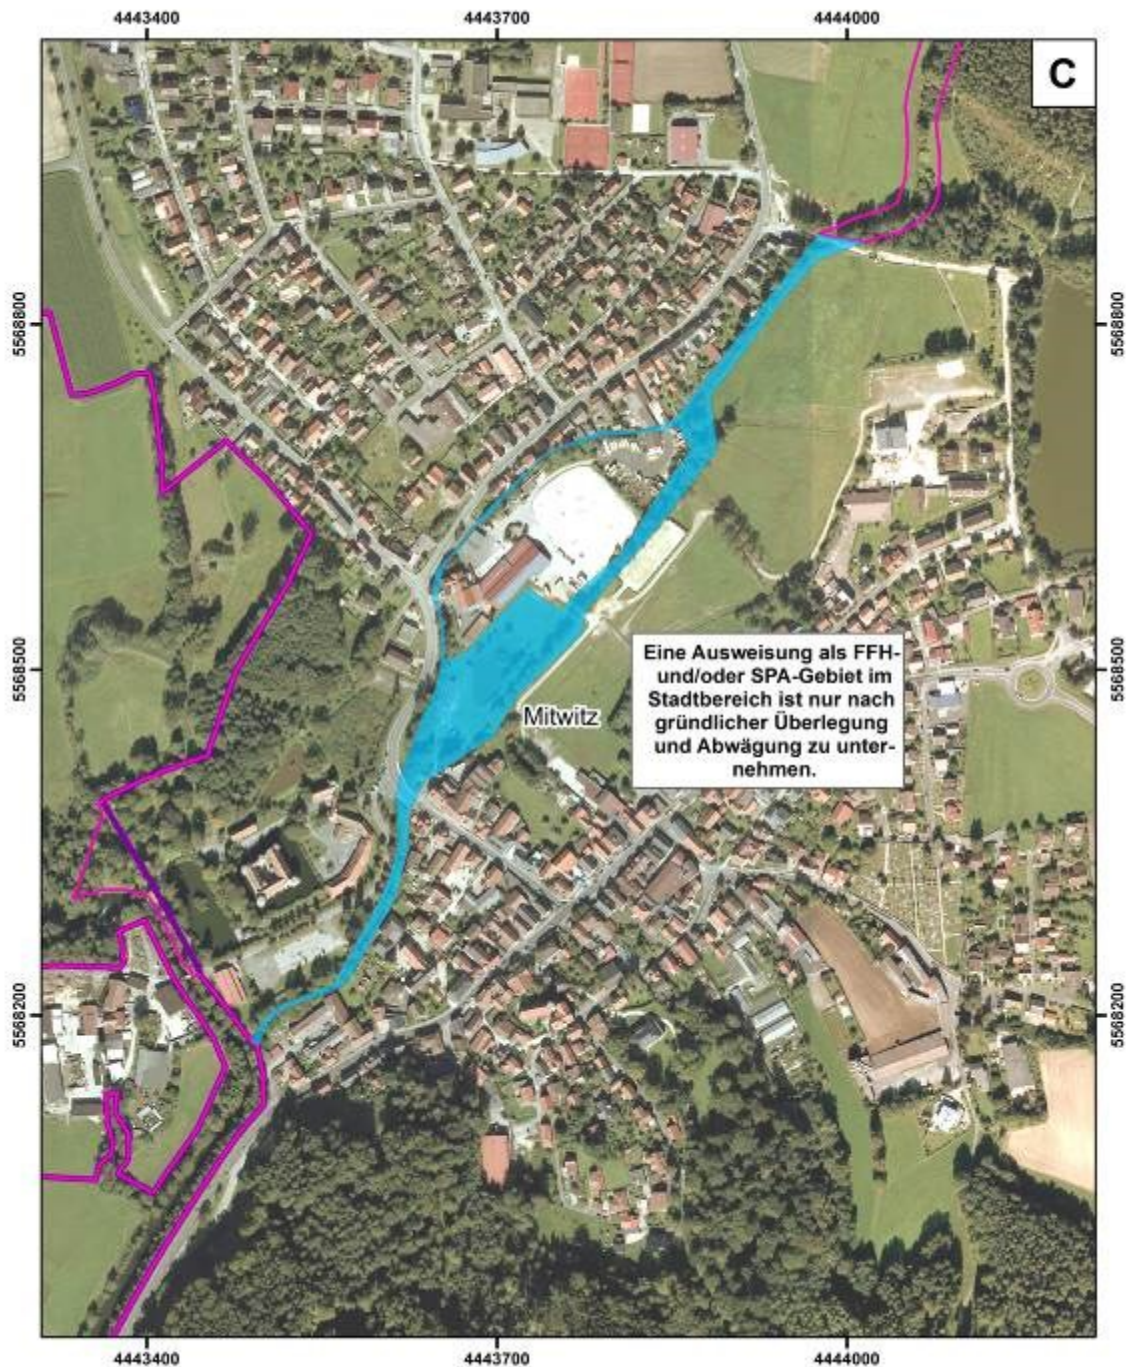 4443400
4443700
4444000
C
5568800
5568800
5568500
5568500
Eine Ausweisung als FFH-
und/oder SPA-Gebiet im
Stadtbereich ist nur nach
gründlicher Überlegung
und Abwägung zu unter-
nehmen.
Mitwitz
5568200
5568200
4443400
4443700
4444000